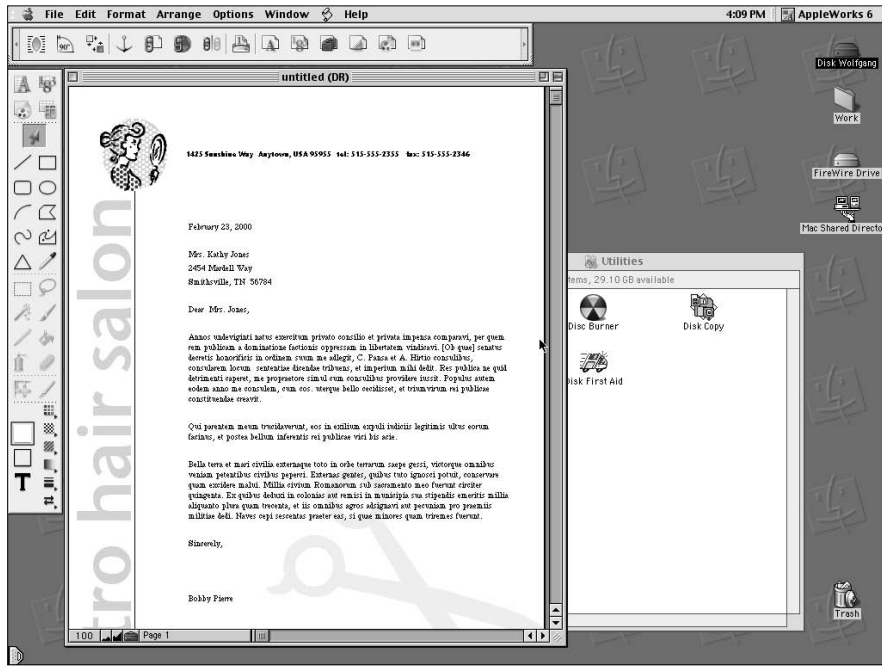 File Edit Format Arrange Options Window Help 4:09 PM AppleWorks 6
90°
untitled (DR)
Disk Wolfgang
Work
FireWire Drive
Mac Shared Directo
1425 Sunshine Way Anytown, USA 95955 tel: 515-555-2355 fax: 515-555-2346
February 23, 2000
Mrs. Kathy Jones
2454 Mardell Way
Smithsville, TN 56784
Dear Mrs. Jones,
Annos undeviginti natus exercitum privato consilio et privata impensa comparavi, per quem
rem publicam a dominatione factionis oppressam in libertatem vindicavi. [Ob quae] senatus
decretis honorificis in ordinem suum me adlegit, C. Pansa et A. Hirtio consulibus,
consularem locum sententiae dicendae tribuens, et imperium mihi dedit. Res publica ne quid
detrimenti caperet, me propraetore simul cum consulibus providere iussit. Populus autem
eodem anno me consulem, cum cos. uterque bello cecidisset, et triumvirum rei publicae
constituendae creavit.
Qui parentem meum trucidaverunt, eos in exilium expuli iudiciis legitimis ultus eorum
facinus, et postea bellum inferentis rei publicae vici bis acie.
Bella terra et mari civilia externaque toto in orbe terrarum saepe gessi, victorque omnibus
veniam petentibus civibus peperci. Externas gentes, quibus tuto ignosci potuit, conservare
quam excidere malui. Millia civium Romanorum sub sacramento meo fuerunt circiter
quingenta. Ex quibus deduxi in colonias aut remisi in municipia sua stipendis emeritis millia
aliquanto plura quam trecenta, et iis omnibus agros adsignavi aut pecuniam pro praemiis
militiae dedi. Naves cepi sescentas praeter eas, si quae minores quam triremes fuerunt.
Sincerely,
Bobby Pierre
tro hair salon
T
100 Page 1
Utilities
tems, 29.10 GB available
Disc Burner
Disk Copy
Disk First Aid
Trash